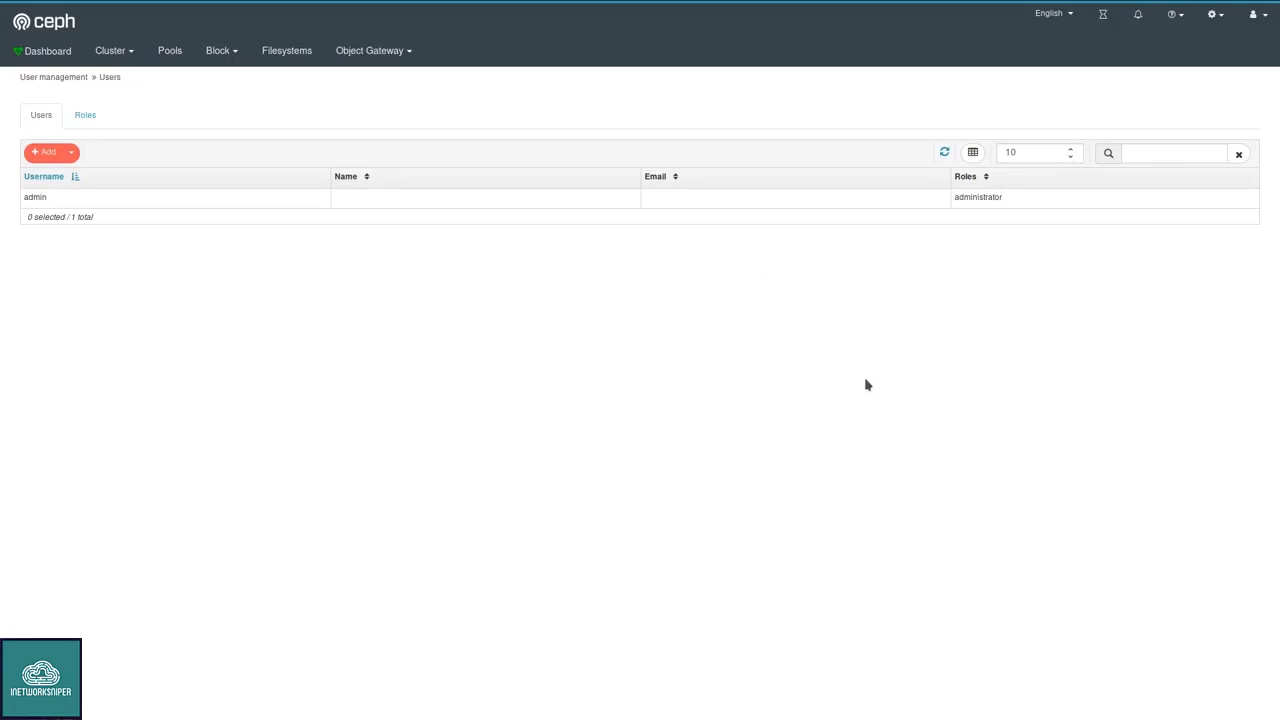 ceph
English
Dashboard Cluster Pools Block Filesystems Object Gateway
User management » Users
Users Roles
+ Add
10
Username Name Email Roles
admin administrator
0 selected / 1 total
INETWORKSNIPER